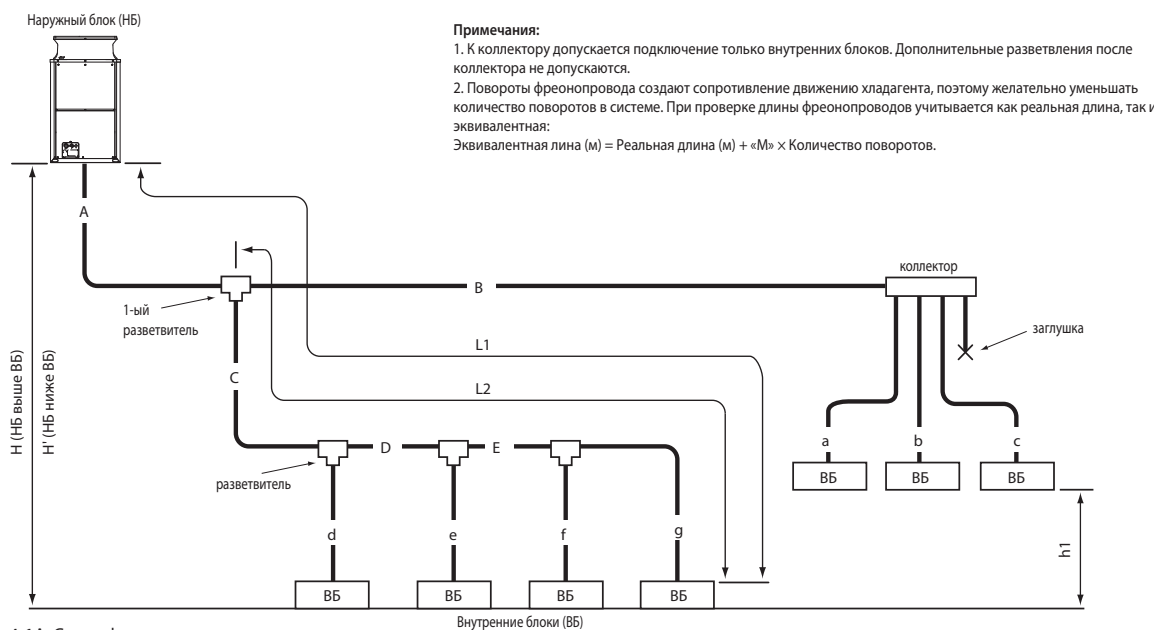 Наружный блок (НБ)
Примечания:
1. К коллектору допускается подключение только внутренних блоков. Дополнительные разветвления после
коллектора не допускаются.
2. Повороты фреонопровода создают сопротивление движению хладагента, поэтому желательно уменьшать
количество поворотов в системе. При проверке длины фреонопроводов учитывается как реальная длина, так и
эквивалентная:
Эквивалентная лина (м) = Реальная длина (м) + «М» × Количество поворотов.
A
B
коллектор
1-ый
разветвитель
заглушка
L1
C
L2
H (НБ выше ВБ)
H' (НБ ниже ВБ)
a
b
c
D
E
ВБ
ВБ
ВБ
разветвитель
d
e
f
g
h1
ВБ
ВБ
ВБ
ВБ
Внутренние блоки (ВБ)